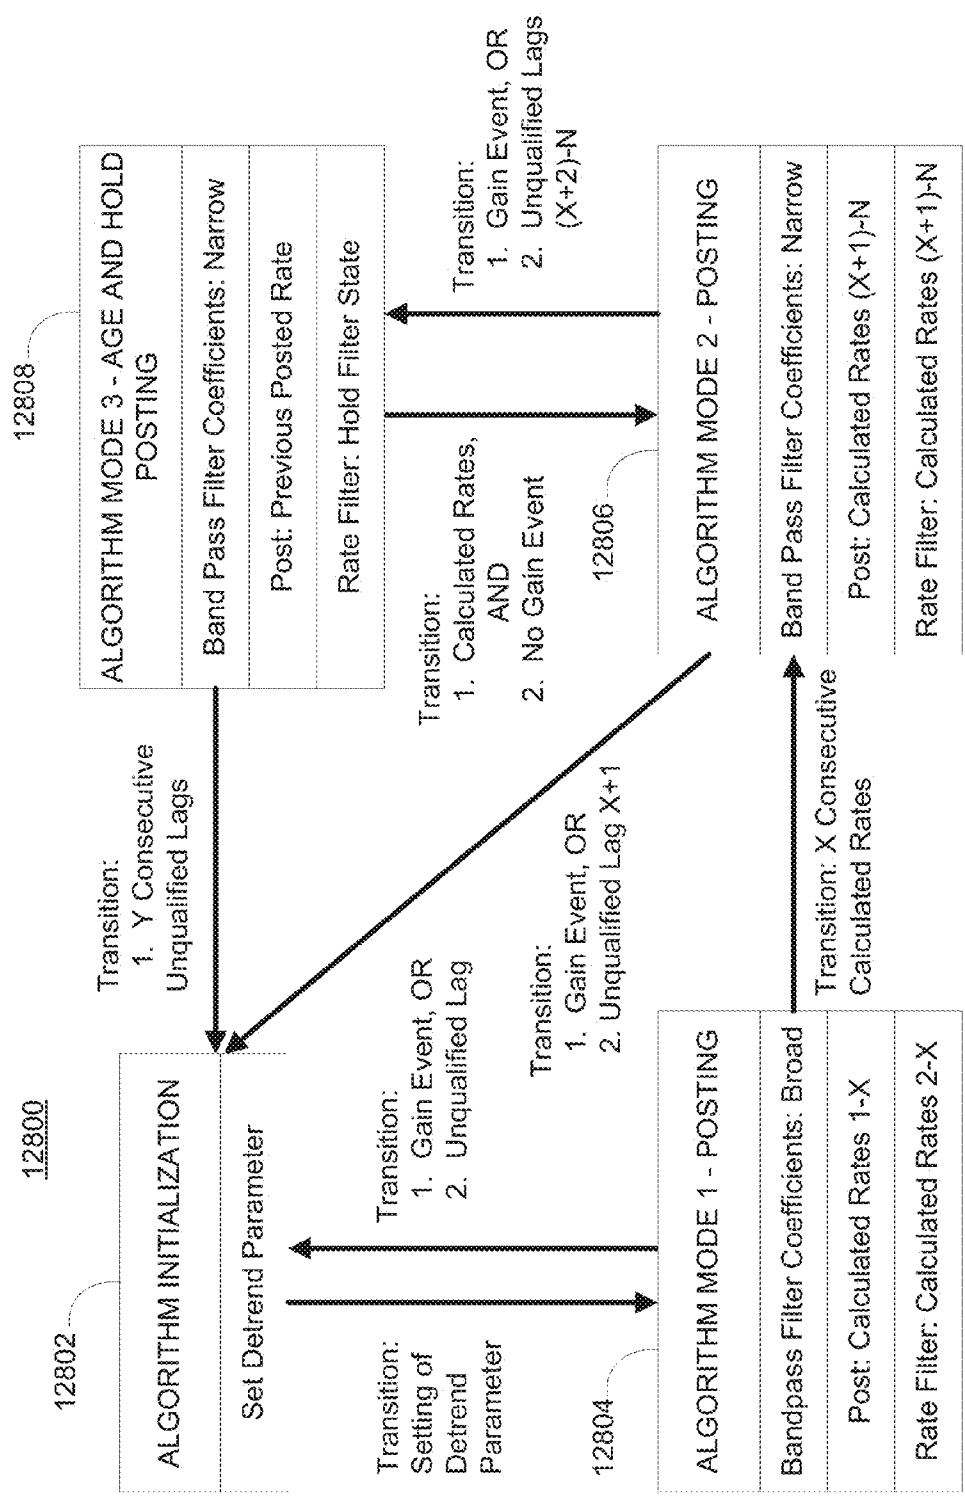 12800
12802
ALGORITHM INITIALIZATION
Set Detrend Parameter
Transition:
1. Y Consecutive
Unqualified Lags
12808
ALGORITHM MODE 3 - AGE AND HOLD
POSTING
Band Pass Filter Coefficients: Narrow
Post: Previous Posted Rate
Rate Filter: Hold Filter State
Transition:
Setting of
Detrend
Parameter
Transition:
1. Gain Event, OR
2. Unqualified Lag
Transition:
1. Gain Event, OR
2. Unqualified Lag X+1
Transition:
1. Calculated Rates,
AND
2. No Gain Event
Transition:
1. Gain Event, OR
2. Unqualified Lags
(X+2)-N
12804
ALGORITHM MODE 1 - POSTING
Bandpass Filter Coefficients: Broad
Post: Calculated Rates 1-X
Rate Filter: Calculated Rates 2-X
Transition: X Consecutive
Calculated Rates
12806
ALGORITHM MODE 2 - POSTING
Band Pass Filter Coefficients: Narrow
Post: Calculated Rates (X+1)-N
Rate Filter: Calculated Rates (X+1)-N